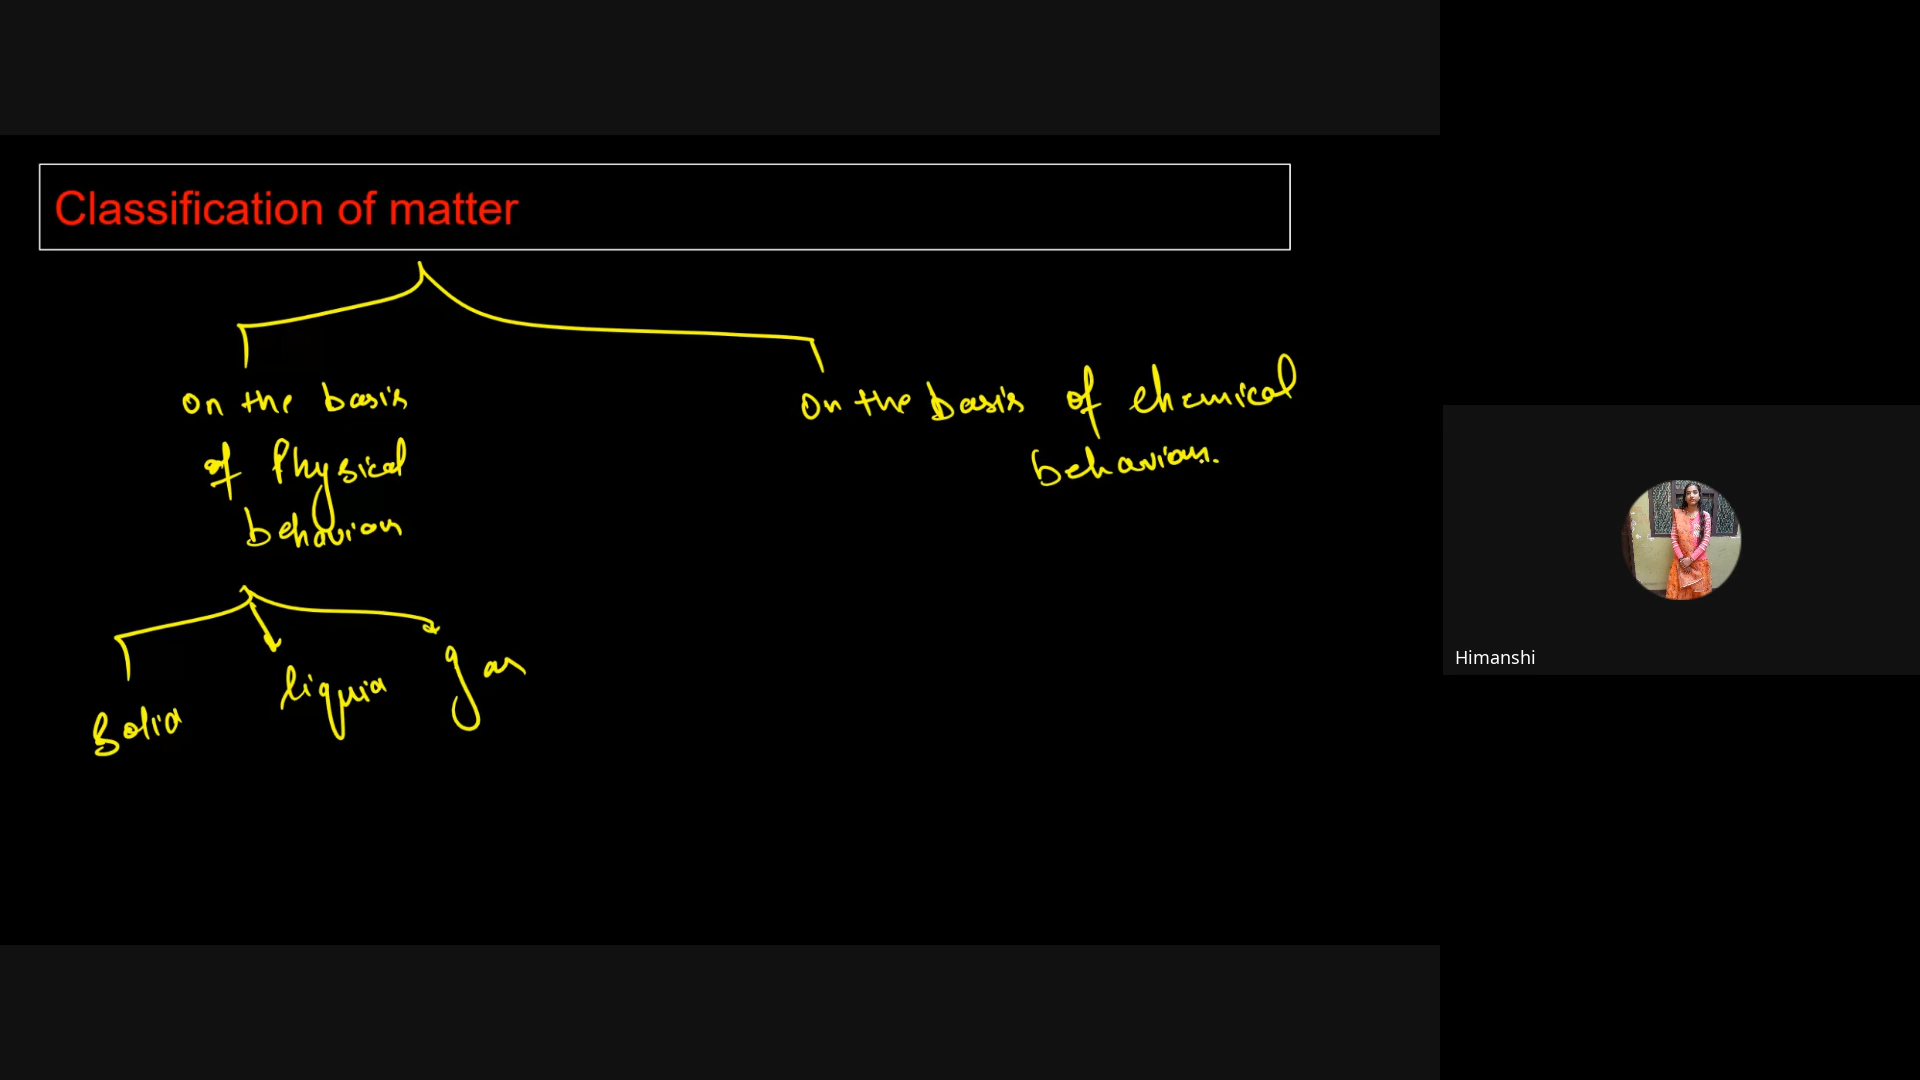 Classification of matter
on the basis
of Physical
behaviour
on the basis of chemical
behaviour.
Solid
liquid
gas
Himanshi